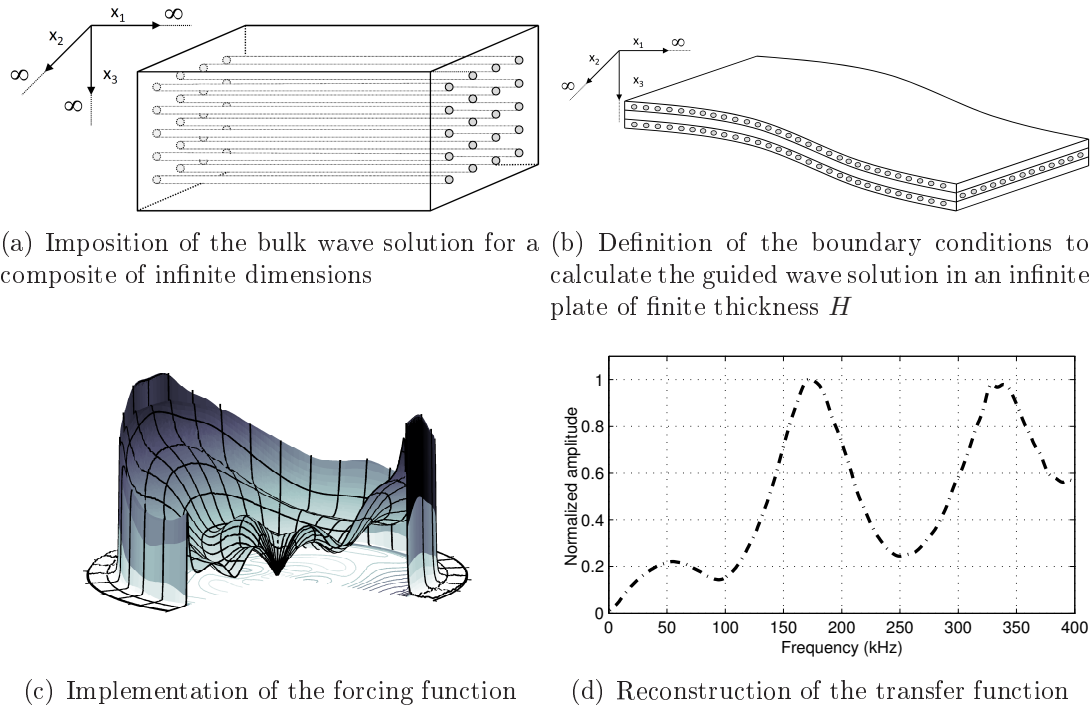 x1
∞
x2
∞
x3
∞
x1
∞
x2
∞
x3
(a) Imposition of the bulk wave solution for a
composite of infinite dimensions
(b) Definition of the boundary conditions to
calculate the guided wave solution in an infinite
plate of finite thickness H
1
0.8
0.6
0.4
0.2
0
Normalized amplitude
0 50 100 150 200 250 300 350 400
Frequency (kHz)
(c) Implementation of the forcing function
(d) Reconstruction of the transfer function